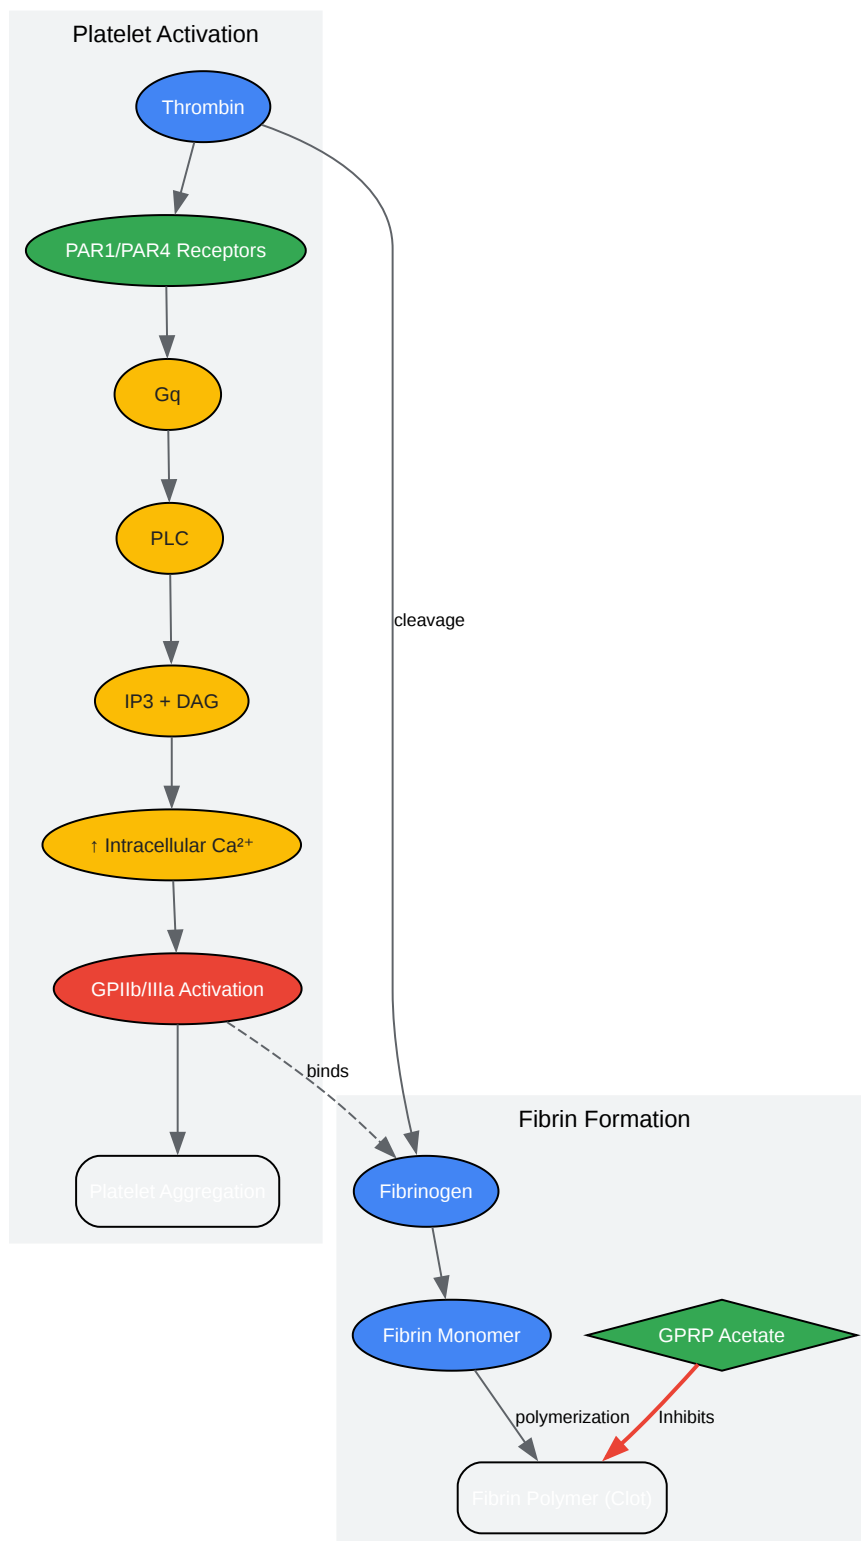 Platelet Activation
Thrombin
PAR1/PAR4 Receptors
Gq
PLC
cleavage
IP3 + DAG
↑ Intracellular Ca²⁺
GPIIb/IIIa Activation
binds
Fibrin Formation
Platelet Aggregation
Fibrinogen
Fibrin Monomer
GPRP Acetate
polymerization
Inhibits
Fibrin Polymer (Clot)